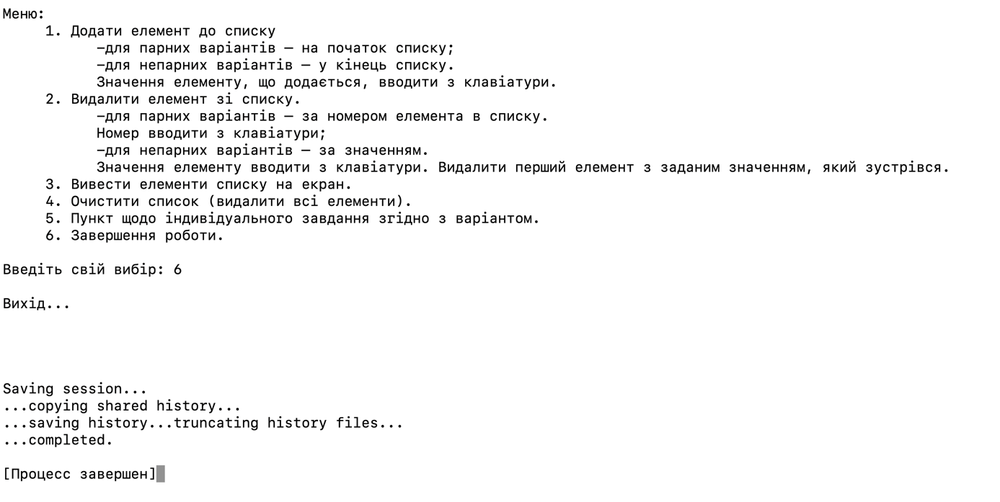 Меню:
1. Додати елемент до списку
–для парних варіантів – на початок списку;
–для непарних варіантів – у кінець списку.
Значення елементу, що додається, вводити з клавіатури.
2. Видалити елемент зі списку.
–для парних варіантів – за номером елемента в списку.
Номер вводити з клавіатури;
–для непарних варіантів – за значенням.
Значення елементу вводити з клавіатури. Видалити перший елемент з заданим значенням, який зустрівся.
3. Вивести елементи списку на екран.
4. Очистити список (видалити всі елементи).
5. Пункт щодо індивідуального завдання згідно з варіантом.
6. Завершення роботи.
Введіть свій вибір: 6
Вихід...
Saving session...
...copying shared history...
...saving history...truncating history files...
...completed.
[Процесс завершен]